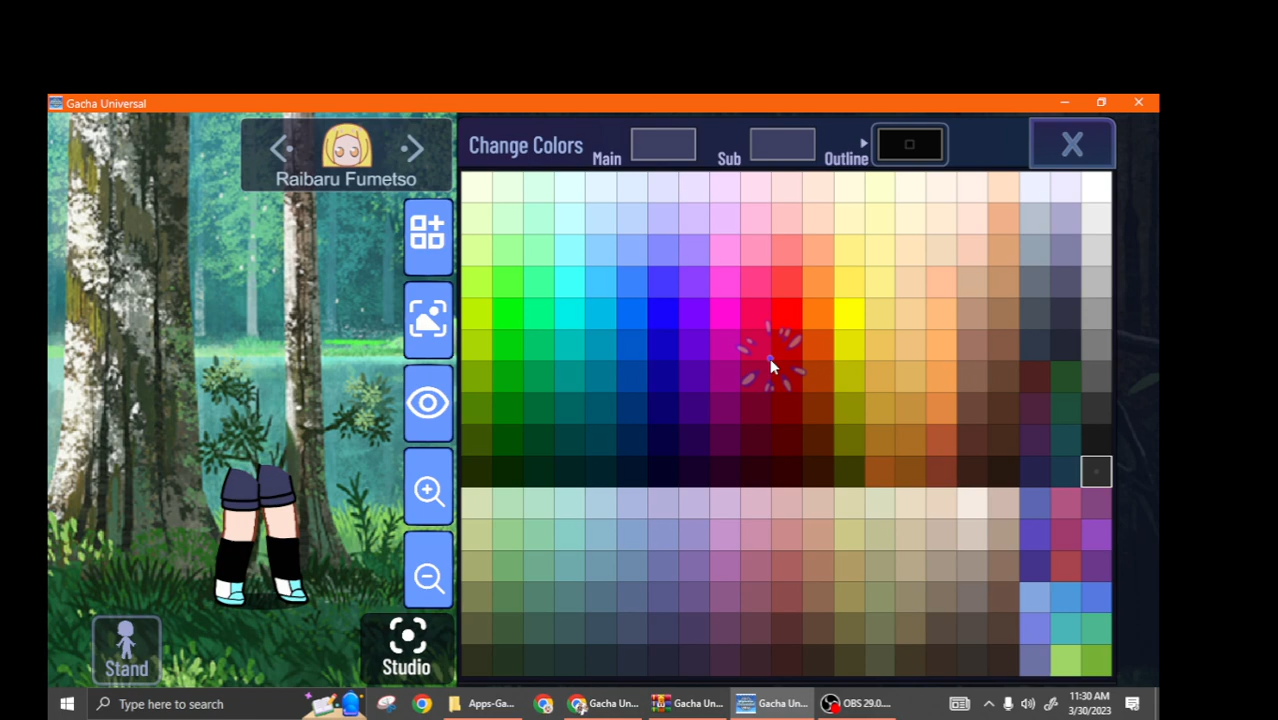 Gacha Universal
Raibaru Fumetso
Change Colors
Main
Sub
Outline
X
Stand
Studio
Type here to search
Apps-Ga...
Gacha Un...
Gacha Un...
Gacha Un...
OBS 29.0....
11:30 AM
3/30/2023